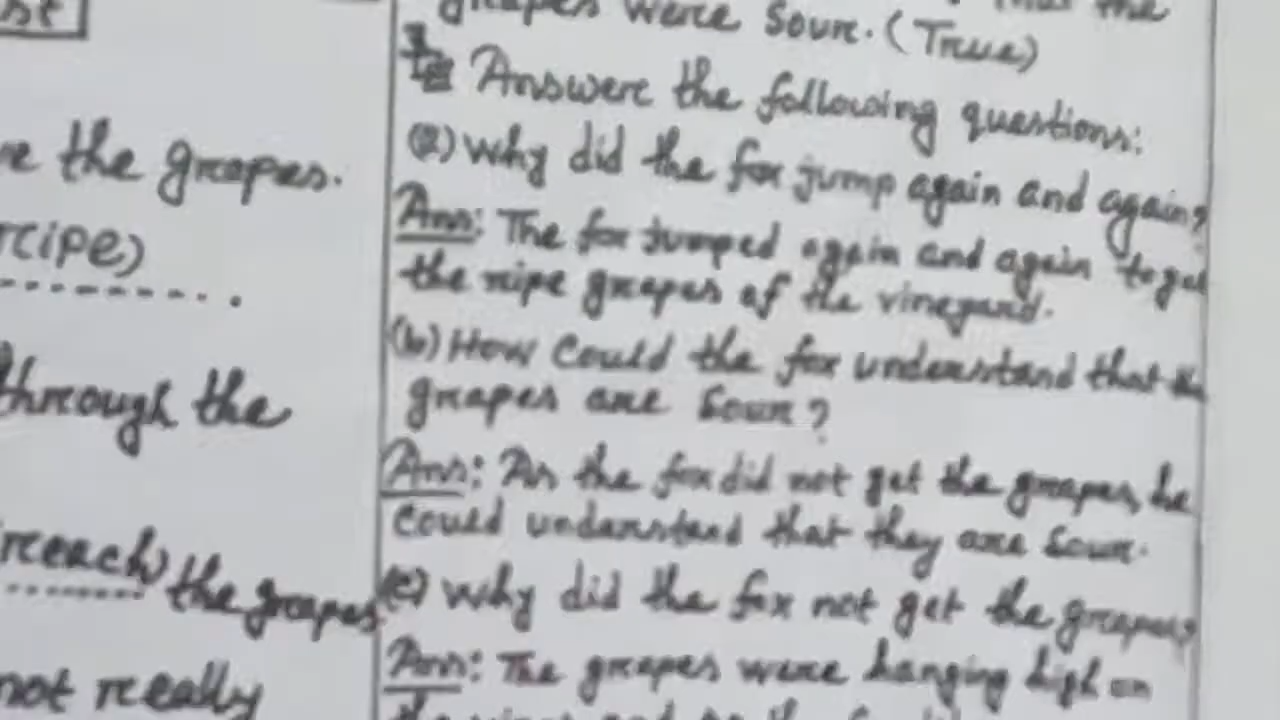 st
re the grapes.
ripe)
through the
reach) the grapes
not really
grapes were sour. (True)
Answere the following questions:
(a) Why did the fox jump again and again?
Ans: The fox jumped again and again to get
the ripe grapes of the vineyard.
(b) How could the fox understand that the
grapes are sour?
Ans: As the fox did not get the grapes, he
could understand that they are sour.
(c) Why did the fox not get the grapes?
Ans: The grapes were hanging high on